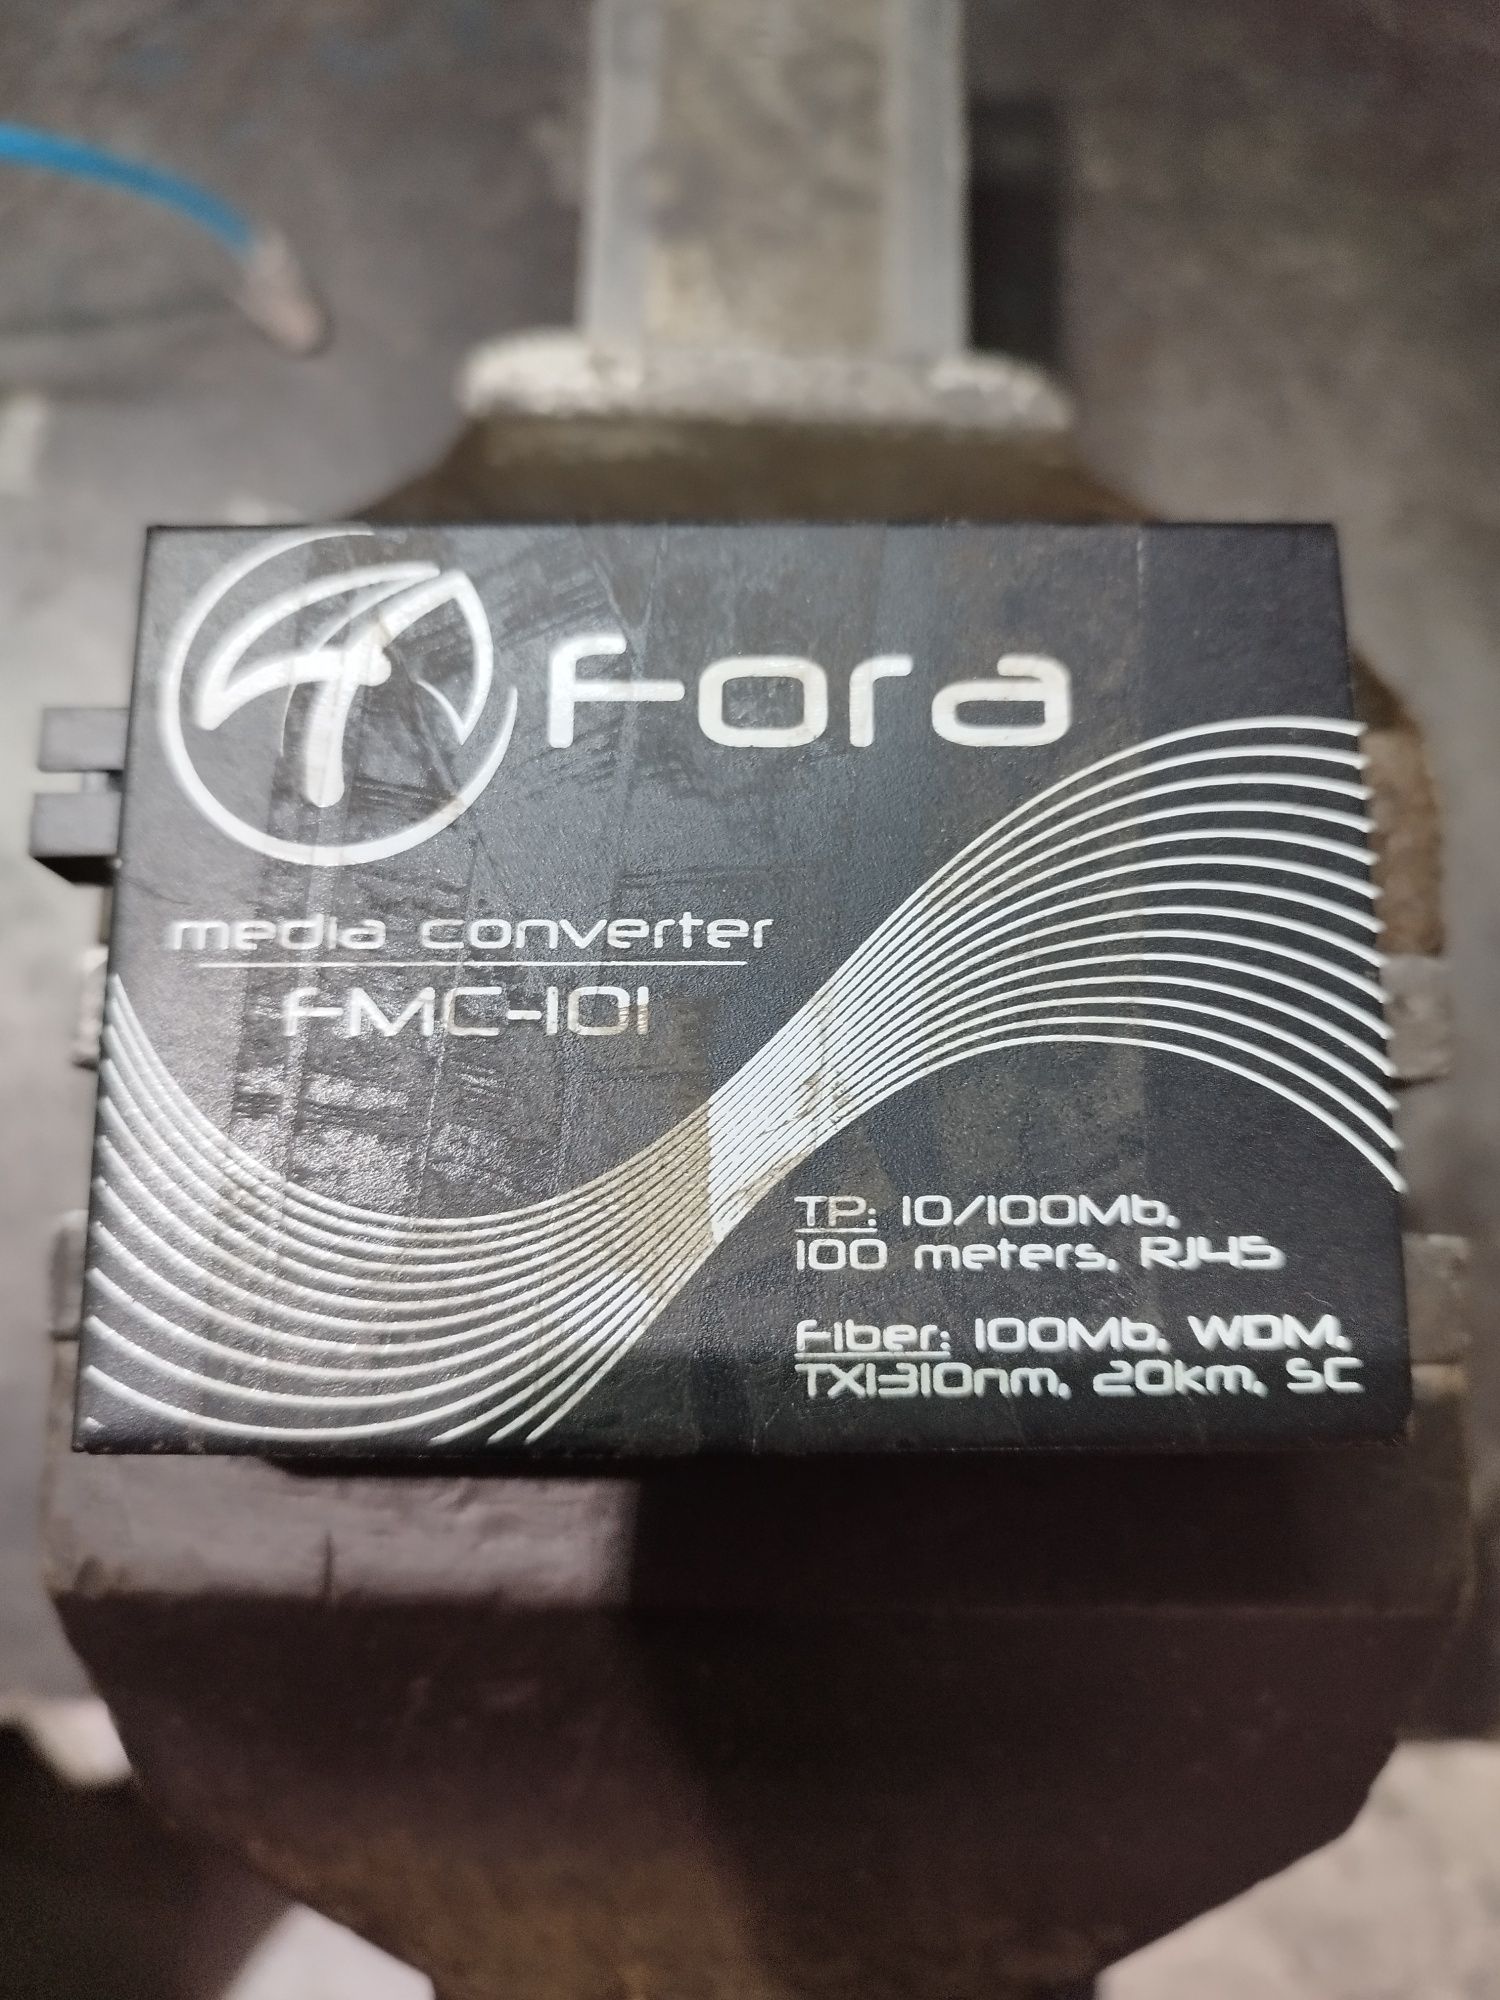 fora
media converter
FMC-101
TP: 10/100Mb,
100 meters, RJ45
Fiber: 100Mb, WDM,
TX1310nm, 20km, SC